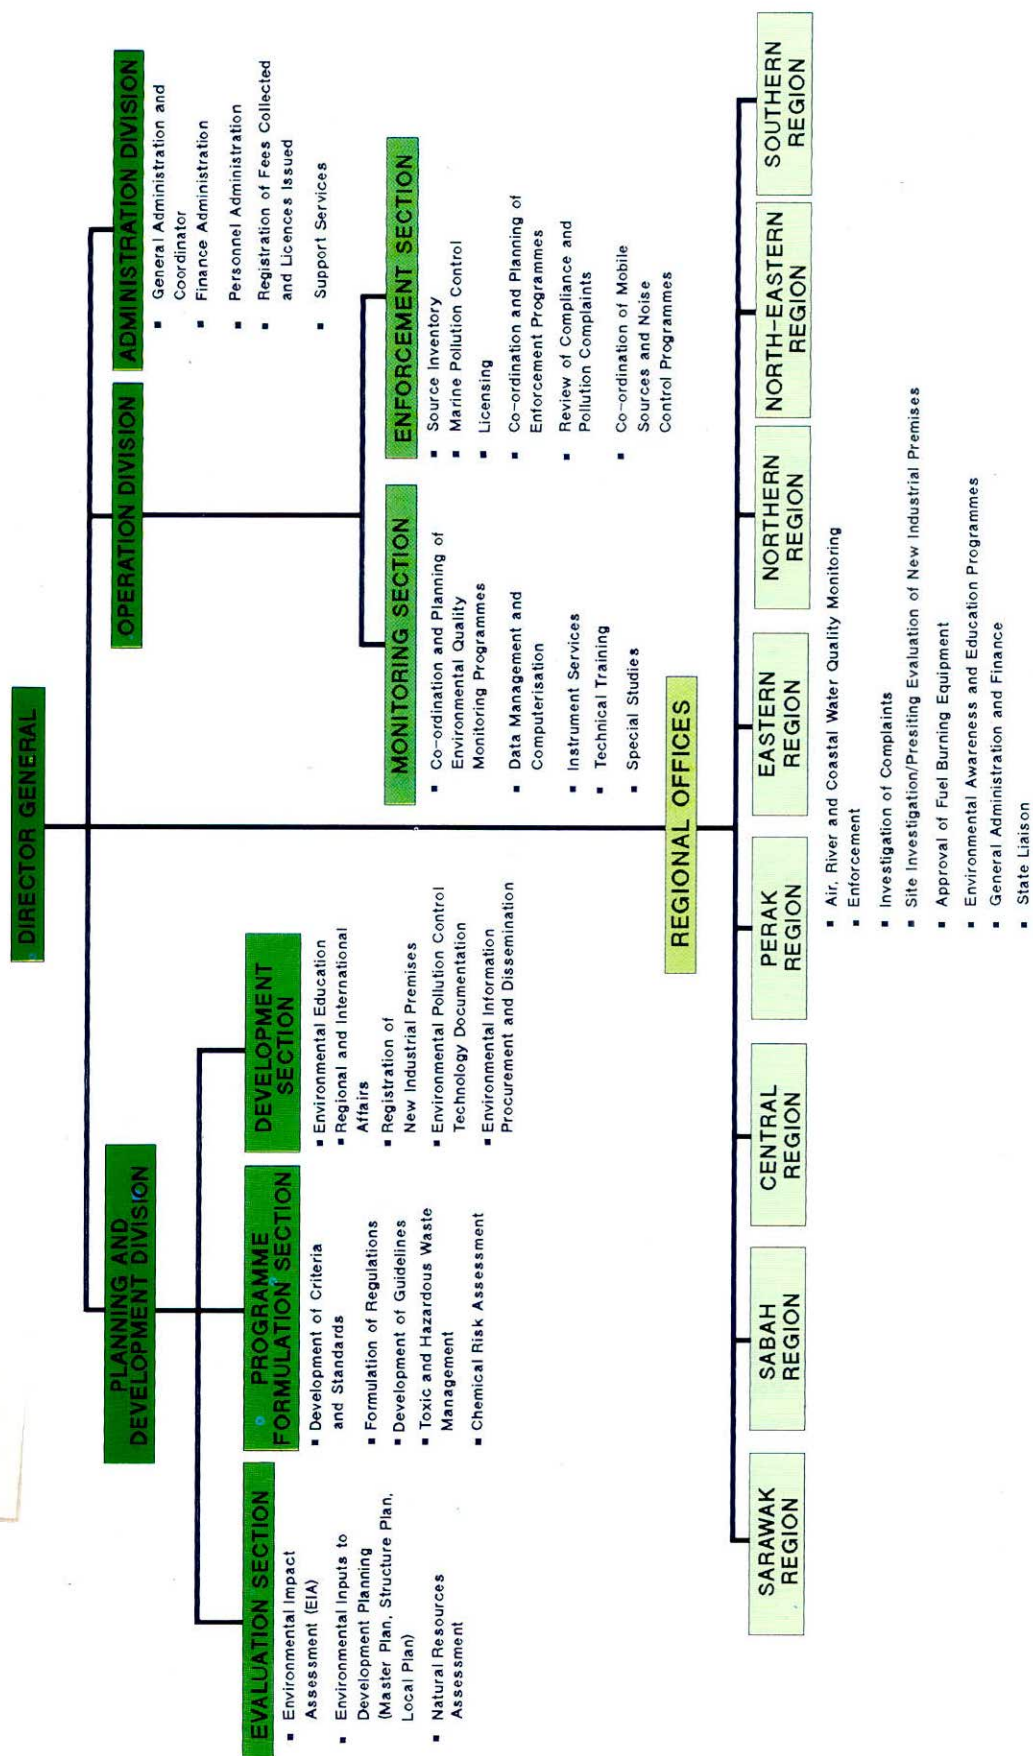 DIRECTOR GENERAL
PLANNING AND
DEVELOPMENT DIVISION
OPERATION DIVISION
ADMINISTRATION DIVISION
▪ General Administration and
Coordinator
▪ Finance Administration
▪ Personnel Administration
▪ Registration of Fees Collected
and Licences Issued
▪ Support Services
EVALUATION SECTION
▪ Environmental Impact
Assessment (EIA)
▪ Environmental Inputs to
Development Planning
(Master Plan, Structure Plan,
Local Plan)
▪ Natural Resources
Assessment
PROGRAMME
FORMULATION SECTION
▪ Development of Criteria
and Standards
▪ Formulation of Regulations
▪ Development of Guidelines
▪ Toxic and Hazardous Waste
Management
▪ Chemical Risk Assessment
DEVELOPMENT
SECTION
▪ Environmental Education
▪ Regional and International
Affairs
▪ Registration of
New Industrial Premises
▪ Environmental Pollution Control
Technology Documentation
▪ Environmental Information
Procurement and Dissemination
MONITORING SECTION
▪ Co-ordination and Planning of
Environmental Quality
Monitoring Programmes
▪ Data Management and
Computerisation
▪ Instrument Services
▪ Technical Training
▪ Special Studies
ENFORCEMENT SECTION
▪ Source Inventory
▪ Marine Pollution Control
▪ Licensing
▪ Co-ordination and Planning of
Enforcement Programmes
▪ Review of Compliance and
Pollution Complaints
▪ Co-ordination of Mobile
Sources and Noise
Control Programmes
REGIONAL OFFICES
SARAWAK
REGION
SABAH
REGION
CENTRAL
REGION
PERAK
REGION
EASTERN
REGION
NORTHERN
REGION
NORTH-EASTERN
REGION
SOUTHERN
REGION
▪ Air, River and Coastal Water Quality Monitoring
▪ Enforcement
▪ Investigation of Complaints
▪ Site Investigation/Presiting Evaluation of New Industrial Premises
▪ Approval of Fuel Burning Equipment
▪ Environmental Awareness and Education Programmes
▪ General Administration and Finance
▪ State Liaison